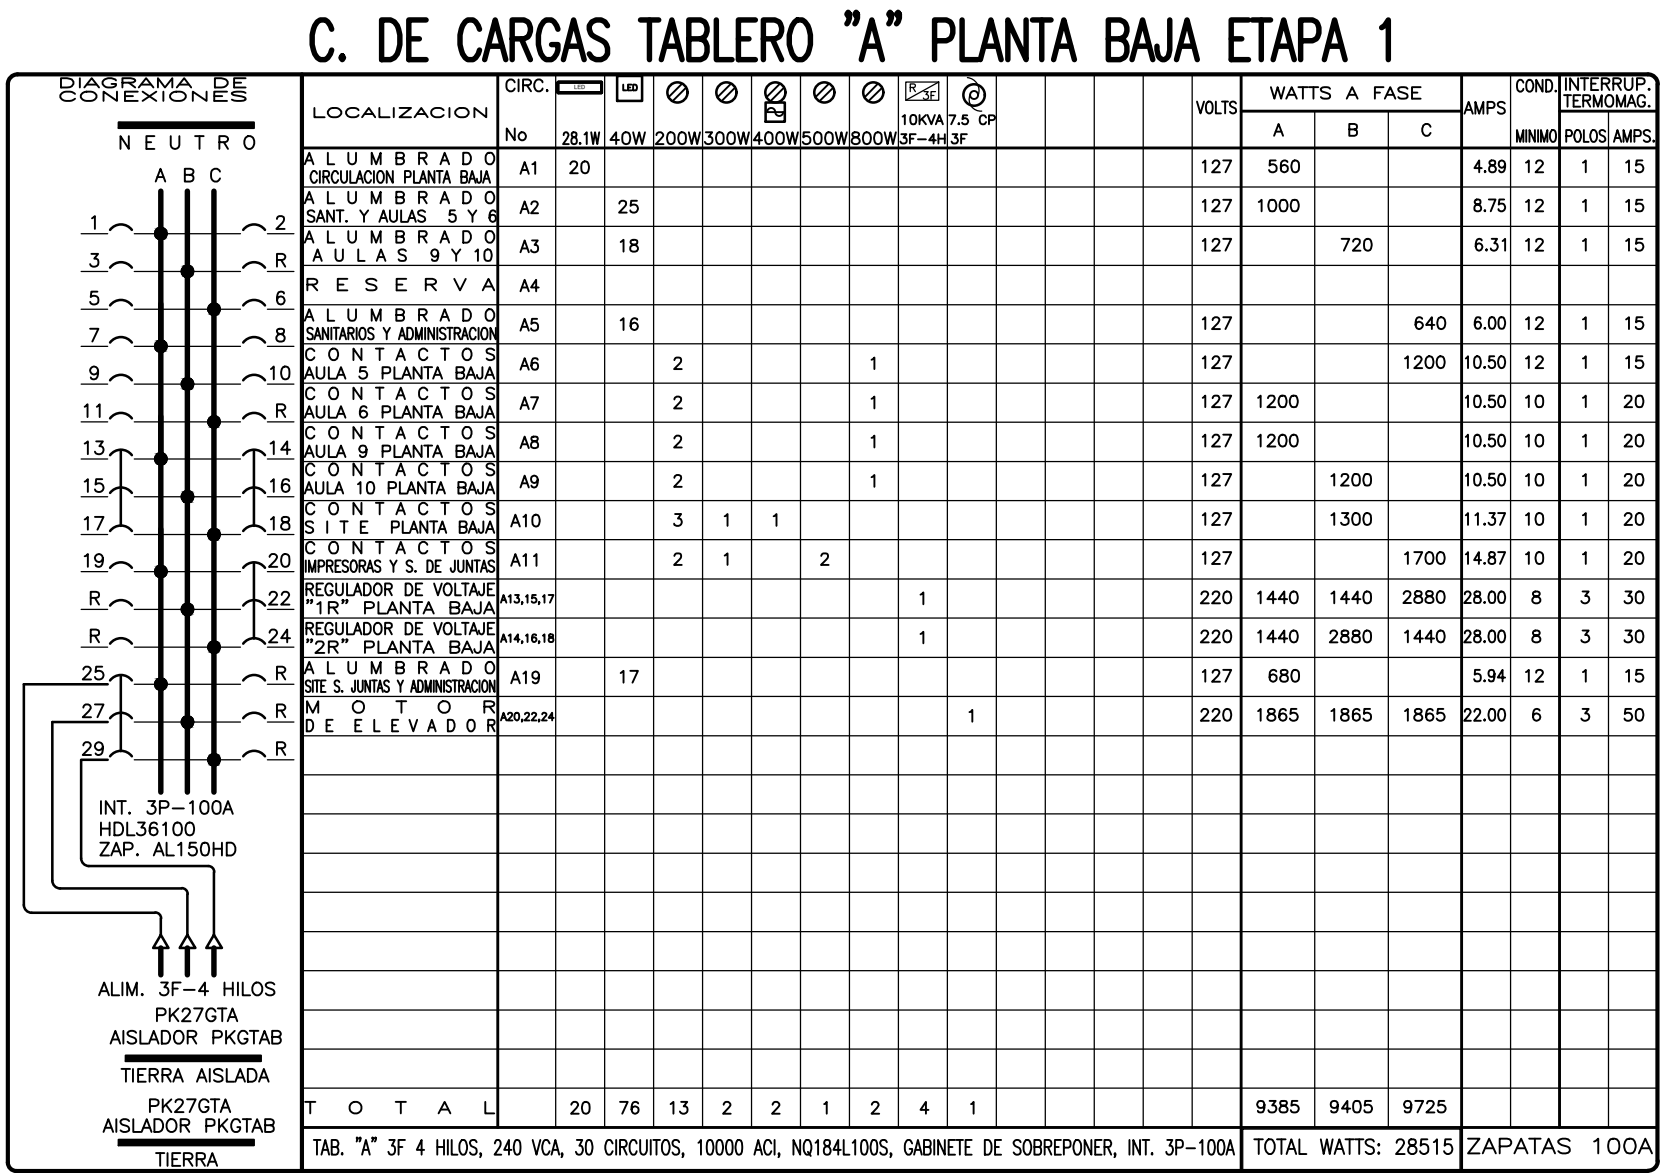 C. DE CARGAS TABLERO "A" PLANTA BAJA ETAPA 1
DIAGRAMA DE
CONEXIONES
NEUTRO
A B C
1 2
3 R
5 6
7 8
9 10
11 R
13 14
15 16
17 18
19 20
R 22
R 24
25 R
27 R
29 R
INT. 3P-100A
HDL36100
ZAP. AL150HD
ALIM. 3F-4 HILOS
PK27GTA
AISLADOR PKGTAB
TIERRA AISLADA
PK27GTA
AISLADOR PKGTAB
TIERRA
LOCALIZACION
CIRC.
No
LED
28.1W
LED
40W
200W
300W
400W
500W
800W
R
3F
10KVA
3F-4H
7.5 CP
3F
VOLTS
WATTS A FASE
A B C
AMPS
COND.
MINIMO
INTERRUP.
TERMOMAG.
POLOS AMPS.
ALUMBRADO
CIRCULACION PLANTA BAJA A1 20 127 560 4.89 12 1 15
ALUMBRADO
SANT. Y AULAS 5 Y 6 A2 25 127 1000 8.75 12 1 15
ALUMBRADO
AULAS 9 Y 10 A3 18 127 720 6.31 12 1 15
RESERVA A4
ALUMBRADO
SANITARIOS Y ADMINISTRACION A5 16 127 640 6.00 12 1 15
CONTACTOS
AULA 5 PLANTA BAJA A6 2 1 127 1200 10.50 12 1 15
CONTACTOS
AULA 6 PLANTA BAJA A7 2 1 127 1200 10.50 10 1 20
CONTACTOS
AULA 9 PLANTA BAJA A8 2 1 127 1200 10.50 10 1 20
CONTACTOS
AULA 10 PLANTA BAJA A9 2 1 127 1200 10.50 10 1 20
CONTACTOS
SITE PLANTA BAJA A10 3 1 1 127 1300 11.37 10 1 20
CONTACTOS
IMPRESORAS Y S. DE JUNTAS A11 2 1 2 127 1700 14.87 10 1 20
REGULADOR DE VOLTAJE
"1R" PLANTA BAJA A13,15,17 1 220 1440 1440 2880 28.00 8 3 30
REGULADOR DE VOLTAJE
"2R" PLANTA BAJA A14,16,18 1 220 1440 2880 1440 28.00 8 3 30
ALUMBRADO
SITE S. JUNTAS Y ADMINISTRACION A19 17 127 680 5.94 12 1 15
MOTOR
DE ELEVADOR A20,22,24 1 220 1865 1865 1865 22.00 6 3 50
TOTAL 20 76 13 2 2 1 2 4 1 9385 9405 9725
TAB. "A" 3F 4 HILOS, 240 VCA, 30 CIRCUITOS, 10000 ACI, NQ184L100S, GABINETE DE SOBREPONER, INT. 3P-100A TOTAL WATTS: 28515 ZAPATAS 100A